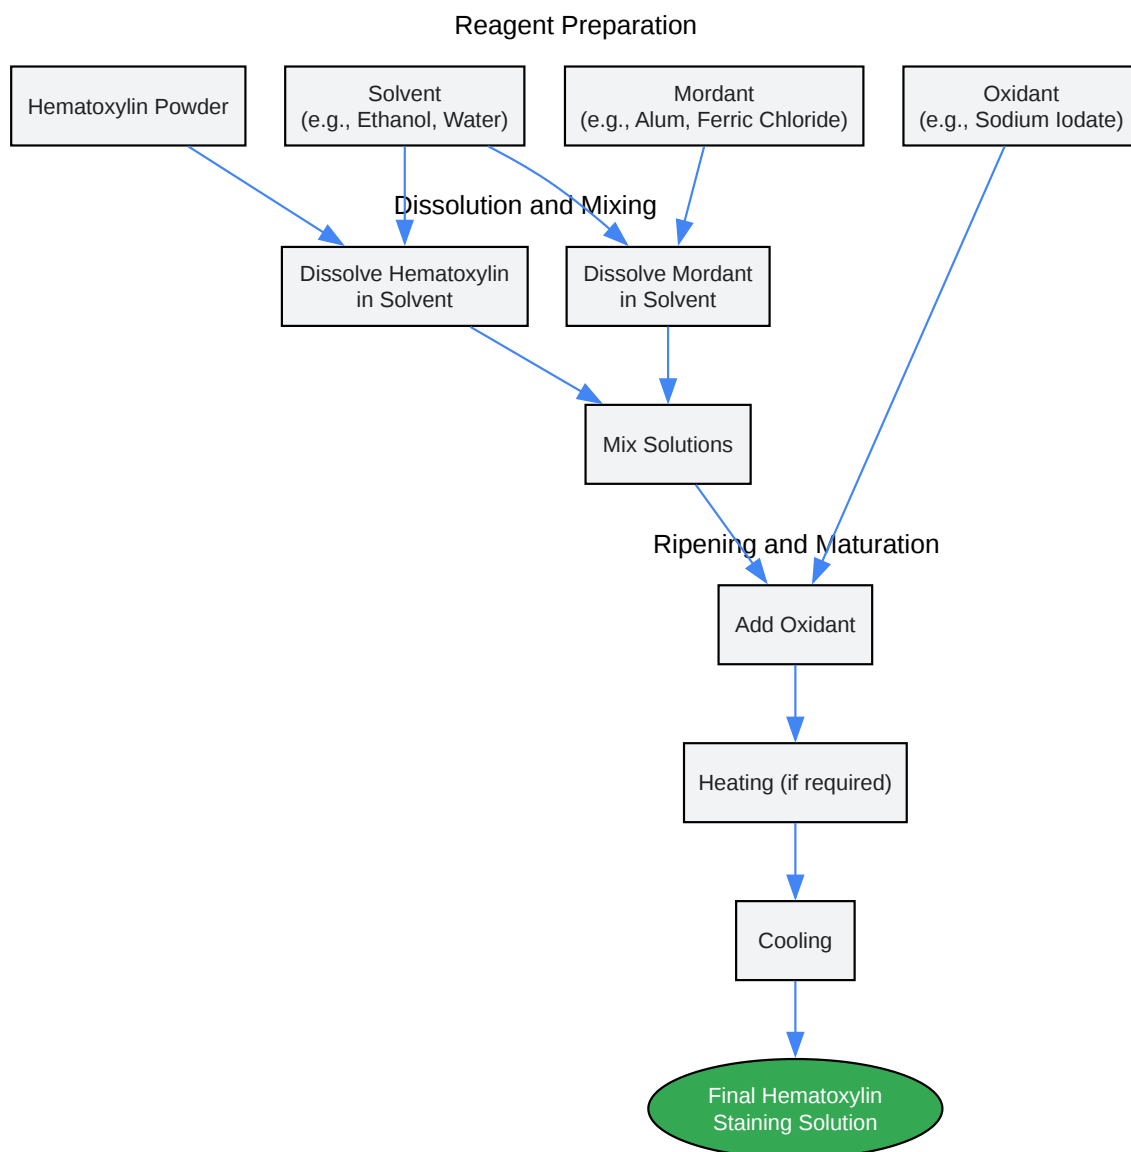 Reagent Preparation
Hematoxylin Powder
Solvent
(e.g., Ethanol, Water)
Mordant
(e.g., Alum, Ferric Chloride)
Oxidant
(e.g., Sodium Iodate)
Dissolution and Mixing
Dissolve Hematoxylin
in Solvent
Dissolve Mordant
in Solvent
Mix Solutions
Ripening and Maturation
Add Oxidant
Heating (if required)
Cooling
Final Hematoxylin
Staining Solution